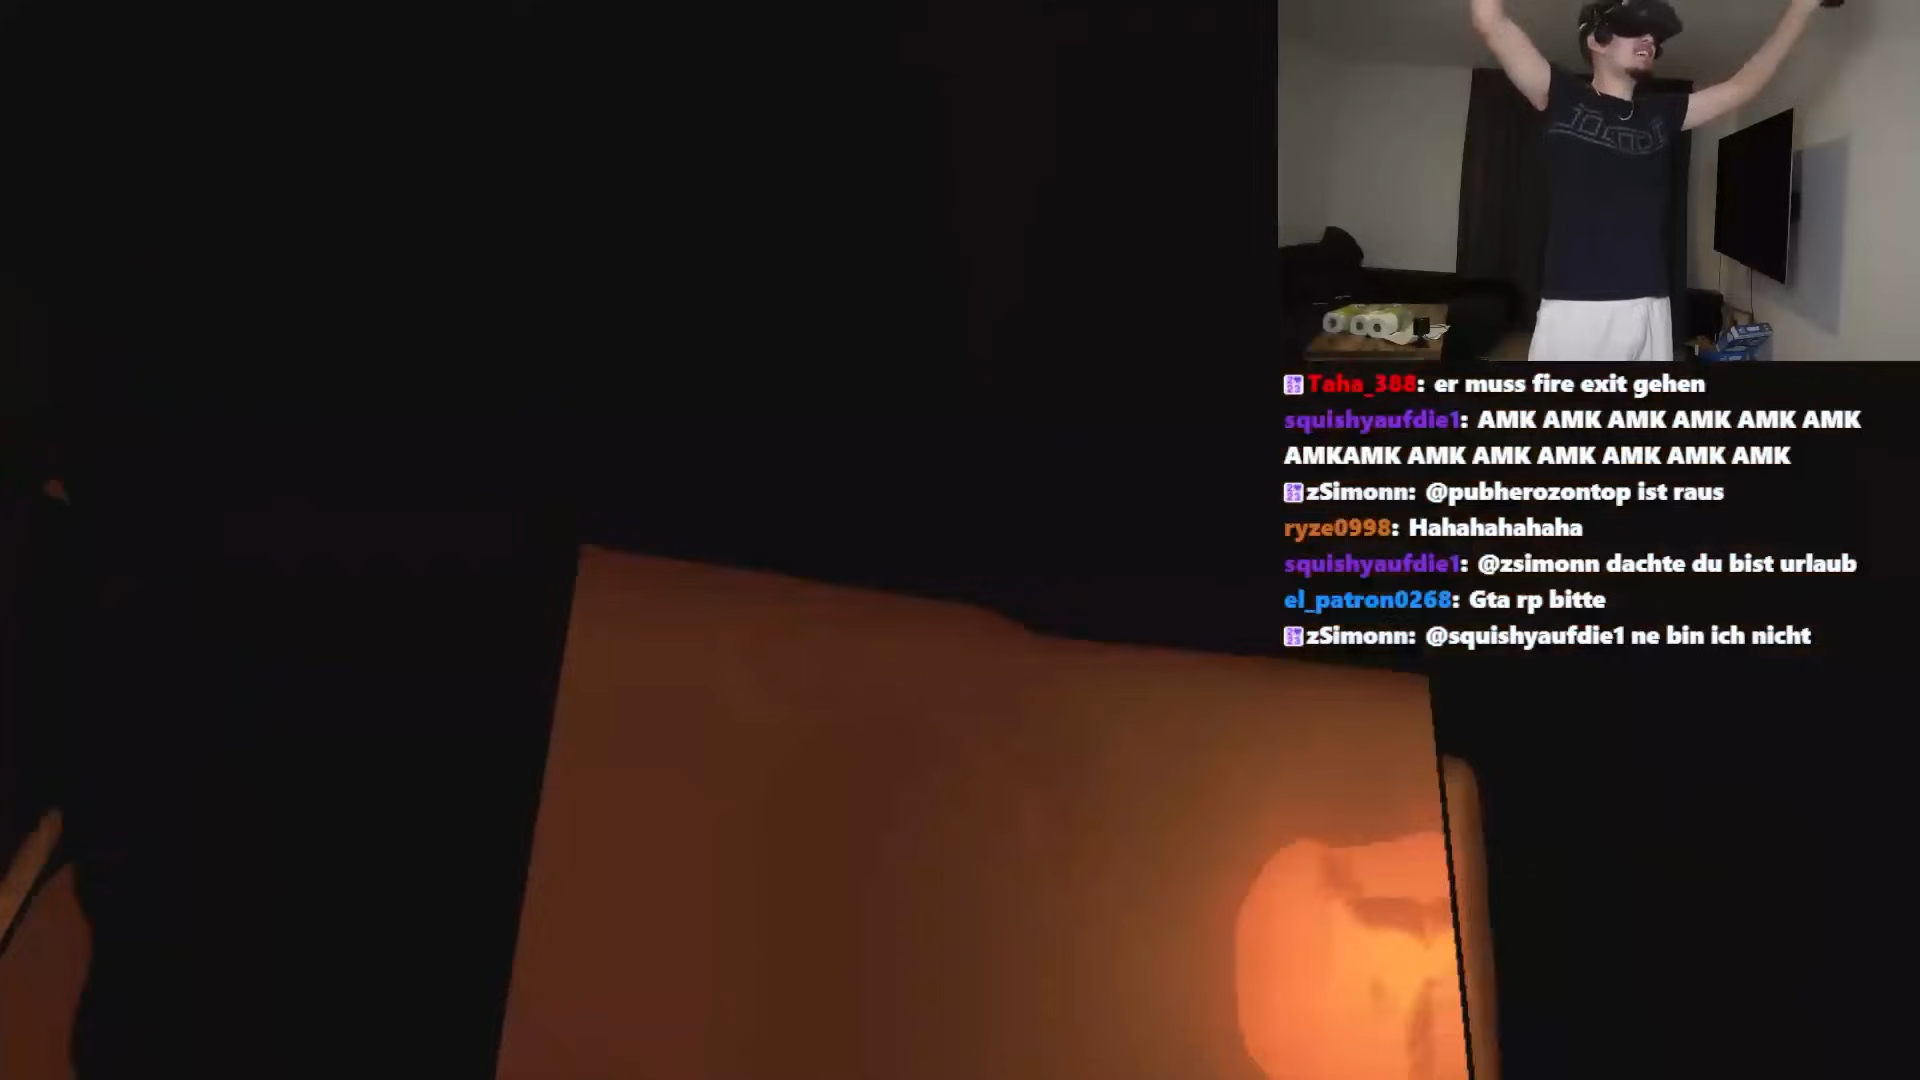 Taha_388: er muss fire exit gehen
squishyaufdie1: AMK AMK AMK AMK AMK AMK
AMKAMK AMK AMK AMK AMK AMK AMK
zSimonn: @pubherozontop ist raus
ryze0998: Hahahahahaha
squishyaufdie1: @zsimonn dachte du bist urlaub
el_patron0268: Gta rp bitte
zSimonn: @squishyaufdie1 ne bin ich nicht